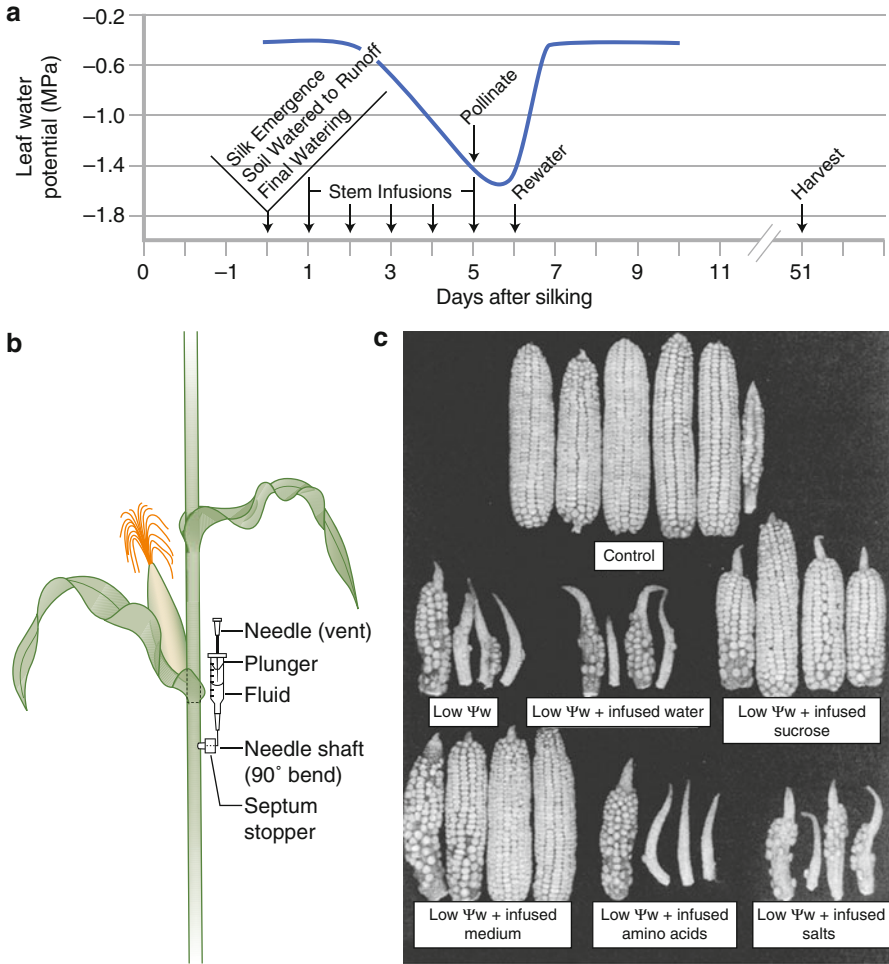 a
Leaf water
potential (MPa)
−0.2
−0.6
−1.0
−1.4
−1.8
Silk Emergence
Soil Watered to Runoff
Final Watering
Stem Infusions
Pollinate
Rewater
Harvest
0
−1
1
3
5
7
9
11
51
Days after silking
b
Needle (vent)
Plunger
Fluid
Needle shaft
(90˚ bend)
Septum
stopper
c
Control
Low Ψw
Low Ψw + infused water
Low Ψw + infused
sucrose
Low Ψw + infused
medium
Low Ψw + infused
amino acids
Low Ψw + infused
salts